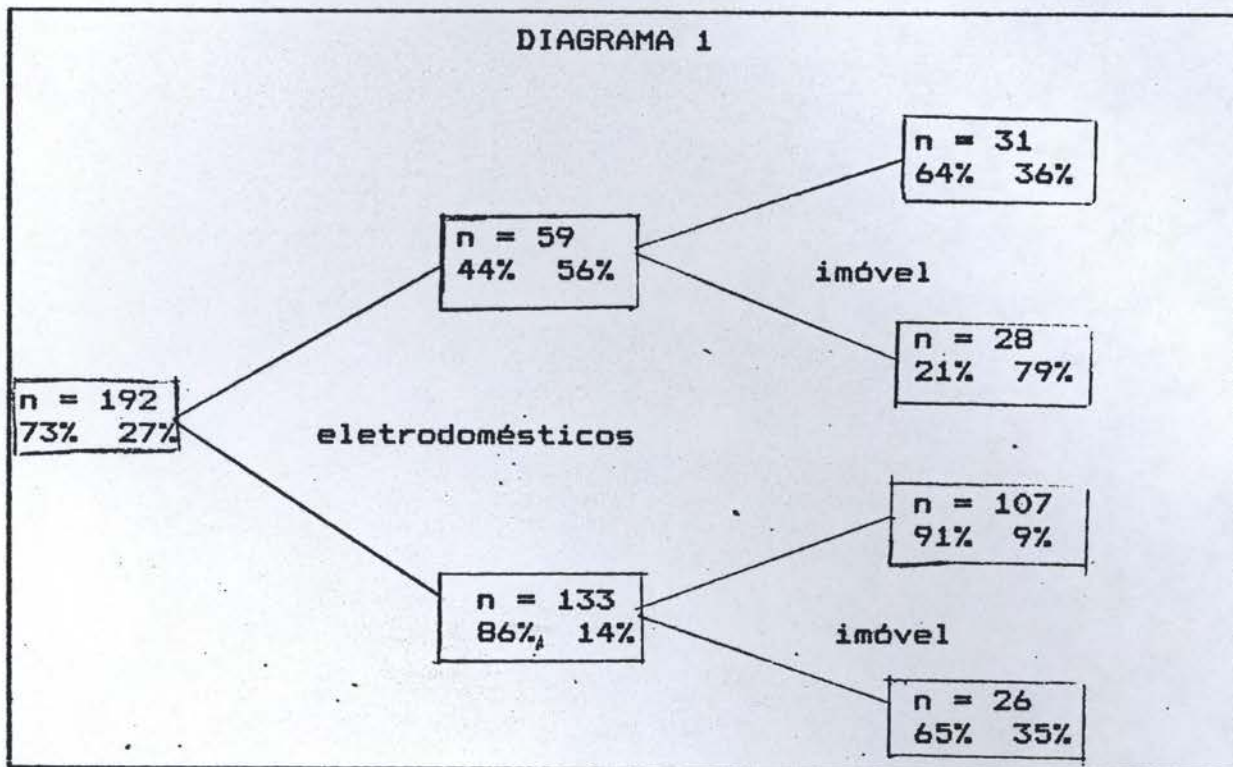 DIAGRAMA 1
n = 31
64% 36%
n = 59
44% 56%
imóvel
n = 28
21% 79%
n = 192
73% 27%
eletrodomésticos
n = 107
91% 9%
n = 133
86% 14%
imóvel
n = 26
65% 35%